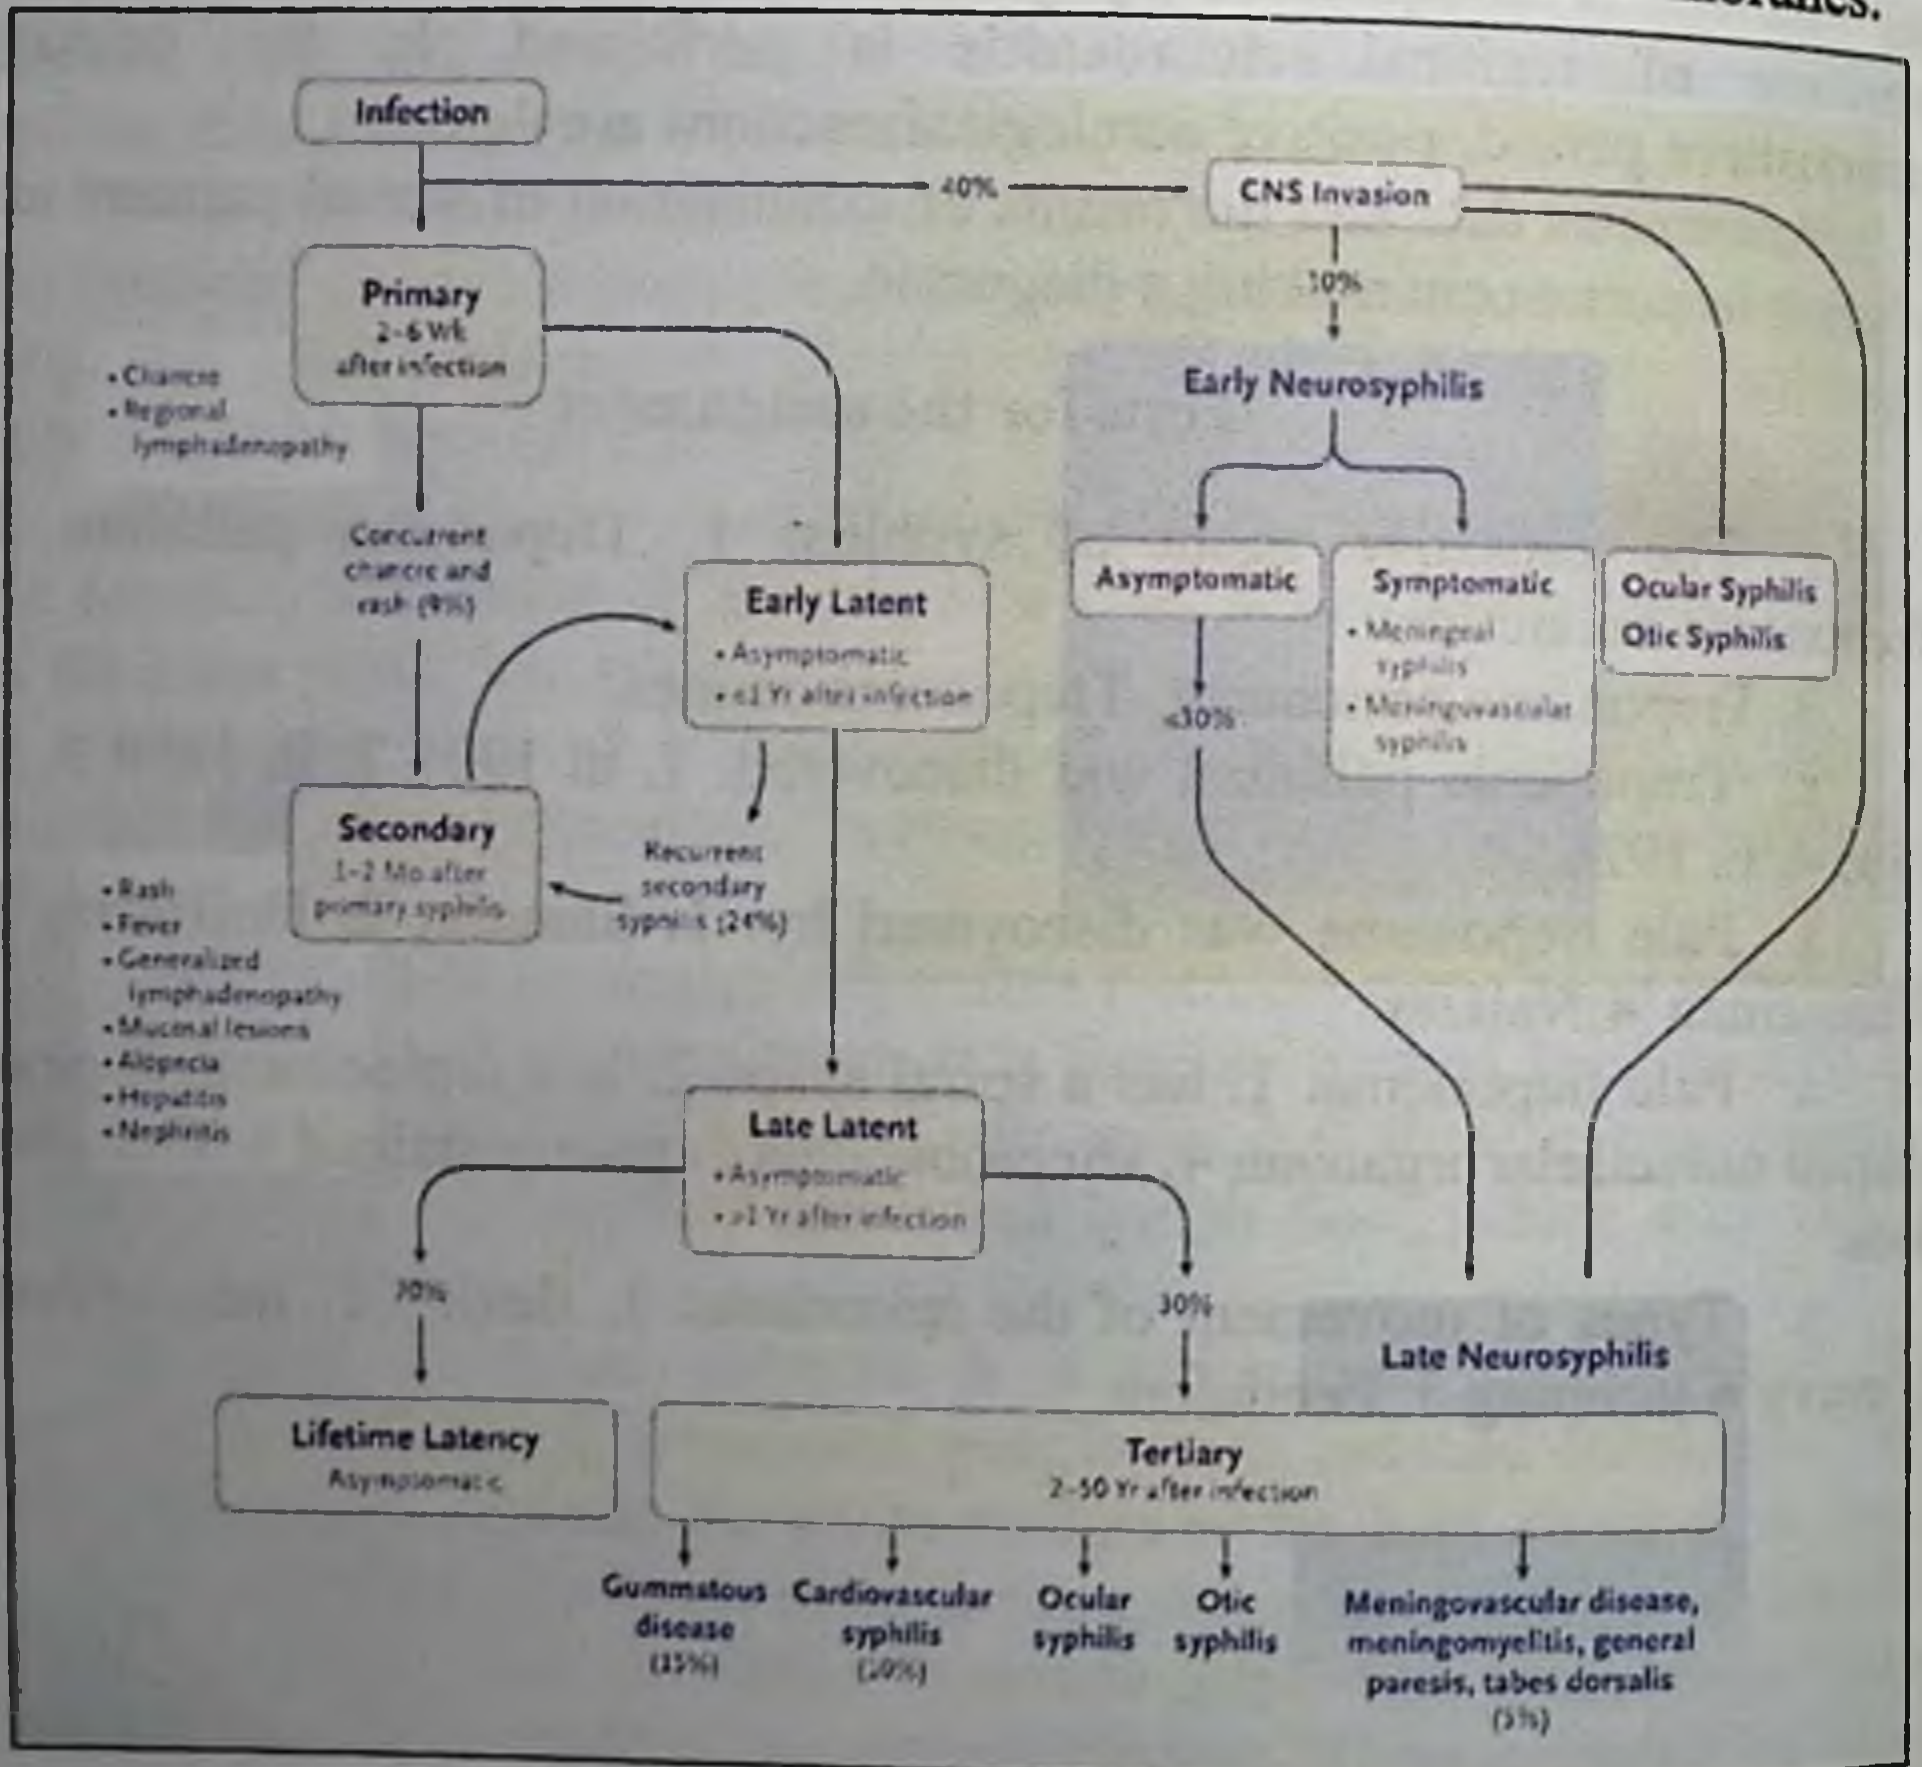 Infection
40%
CNS Invasion
10%
Primary
2-6 Wk
after infection
• Chancre
• Regional
lymphadenopathy
Early Neurosyphilis
Concurrent
chancre and
rash (9%)
Early Latent
• Asymptomatic
• <1 Yr after infection
Asymptomatic
Symptomatic
• Meningeal
syphilis
• Meningovascular
syphilis
Ocular Syphilis
Otic Syphilis
<30%
Secondary
1-2 Mo after
primary syphilis
Recurrent
secondary
syphilis (24%)
• Rash
• Fever
• Generalized
lymphadenopathy
• Mucosal lesions
• Alopecia
• Hepatitis
• Nephritis
Late Latent
• Asymptomatic
• >1 Yr after infection
70%
30%
Late Neurosyphilis
Lifetime Latency
Asymptomatic
Tertiary
2-50 Yr after infection
Gummatous
disease
(15%)
Cardiovascular
syphilis
(10%)
Ocular
syphilis
Otic
syphilis
Meningovascular disease,
meningomyelitis, general
paresis, tabes dorsalis
(5%)